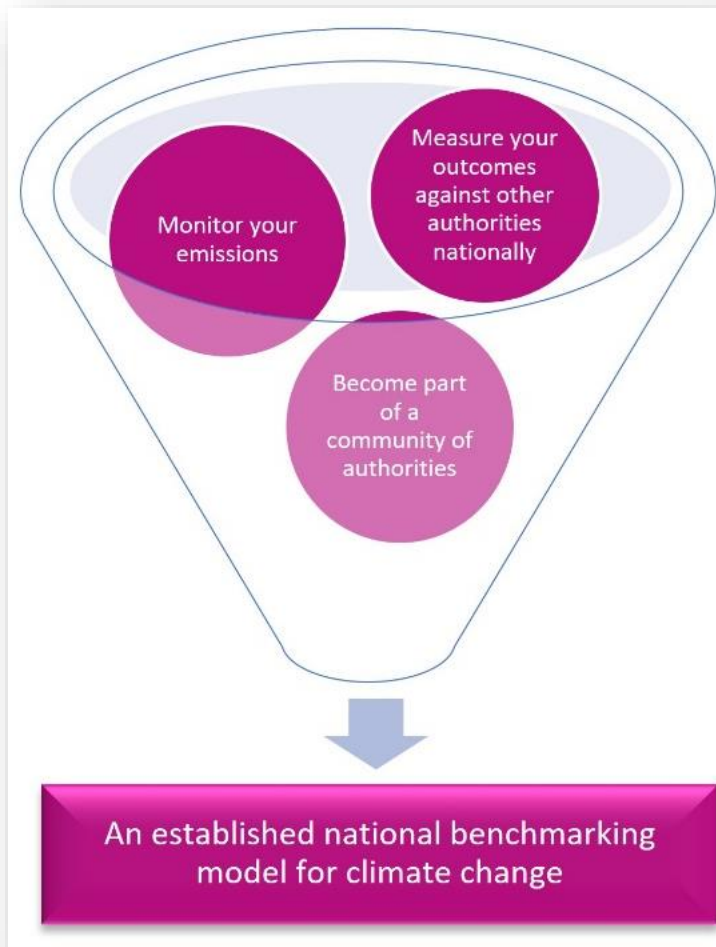 Measure your
outcomes
against other
authorities
nationally
Monitor your
emissions
Become part
of a
community of
authorities
An established national benchmarking
model for climate change